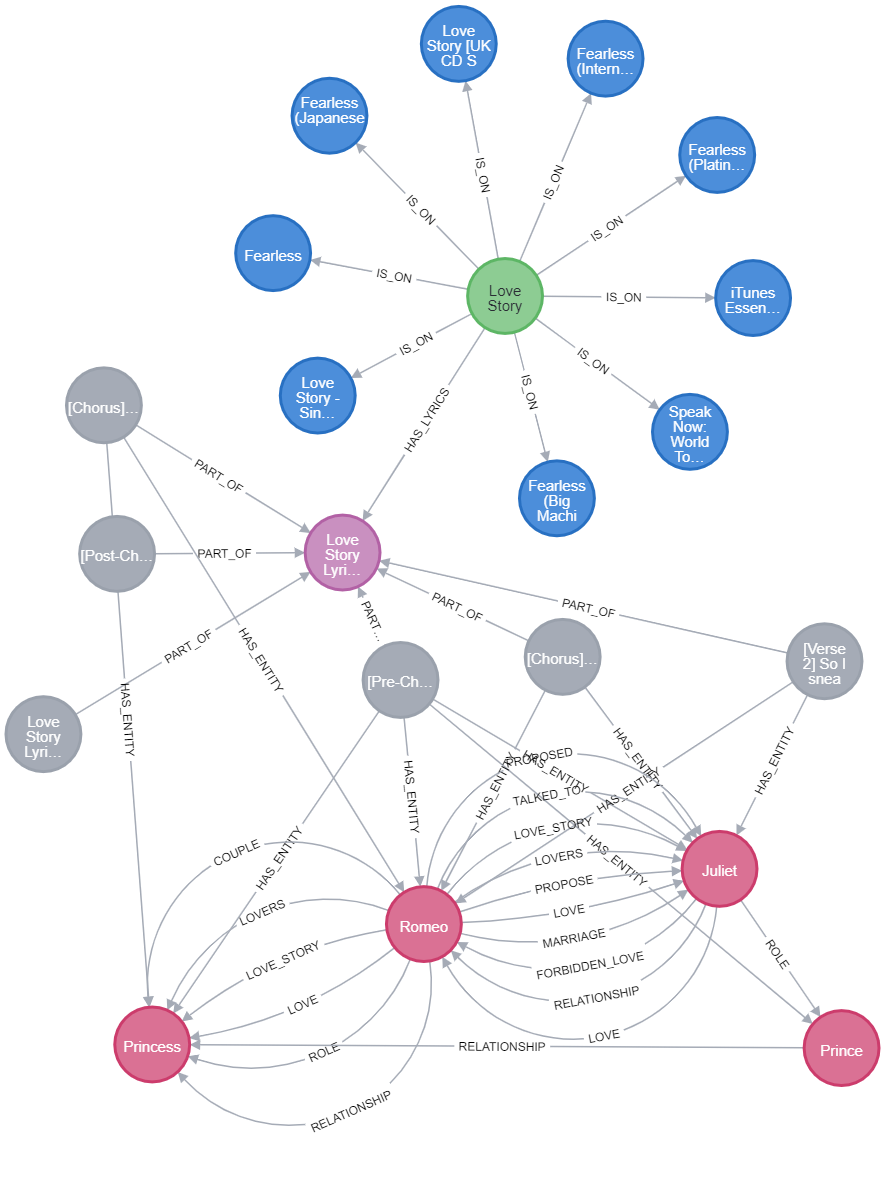 Love
Story [UK
CD S
Fearless
(Intern…
Fearless
(Japanese
Fearless
(Platin…
IS_ON
IS_ON
IS_ON
IS_ON
Fearless
IS_ON
Love
Story
IS_ON
iTunes
Essen…
IS_ON
IS_ON
IS_ON
Love
Story -
Sin…
HAS_LYRICS
Speak
Now:
World
To…
[Chorus]…
PART_OF
Fearless
(Big
Machi
[Post-Ch…
PART_OF
Love
Story
Lyri…
PART_OF
PART …
PART_OF
PART_OF
HAS_ENTITY
[Pre-Ch…
[Chorus]…
[Verse
2] So I
snea
Love
Story
Lyri…
HAS_ENTITY
HAS_ENTITY
HAS_ENTITY
PROPOSED
HAS_ENTITY
HAS_ENTITY
HAS_ENTITY
HAS_ENTITY
TALKED_TO
LOVE_STORY
HAS_ENTITY
HAS_ENTITY
COUPLE
LOVERS
PROPOSE
Juliet
LOVERS
LOVE
Romeo
MARRIAGE
LOVE_STORY
FORBIDDEN_LOVE
ROLE
LOVE
RELATIONSHIP
LOVE
Princess
ROLE
RELATIONSHIP
Prince
RELATIONSHIP